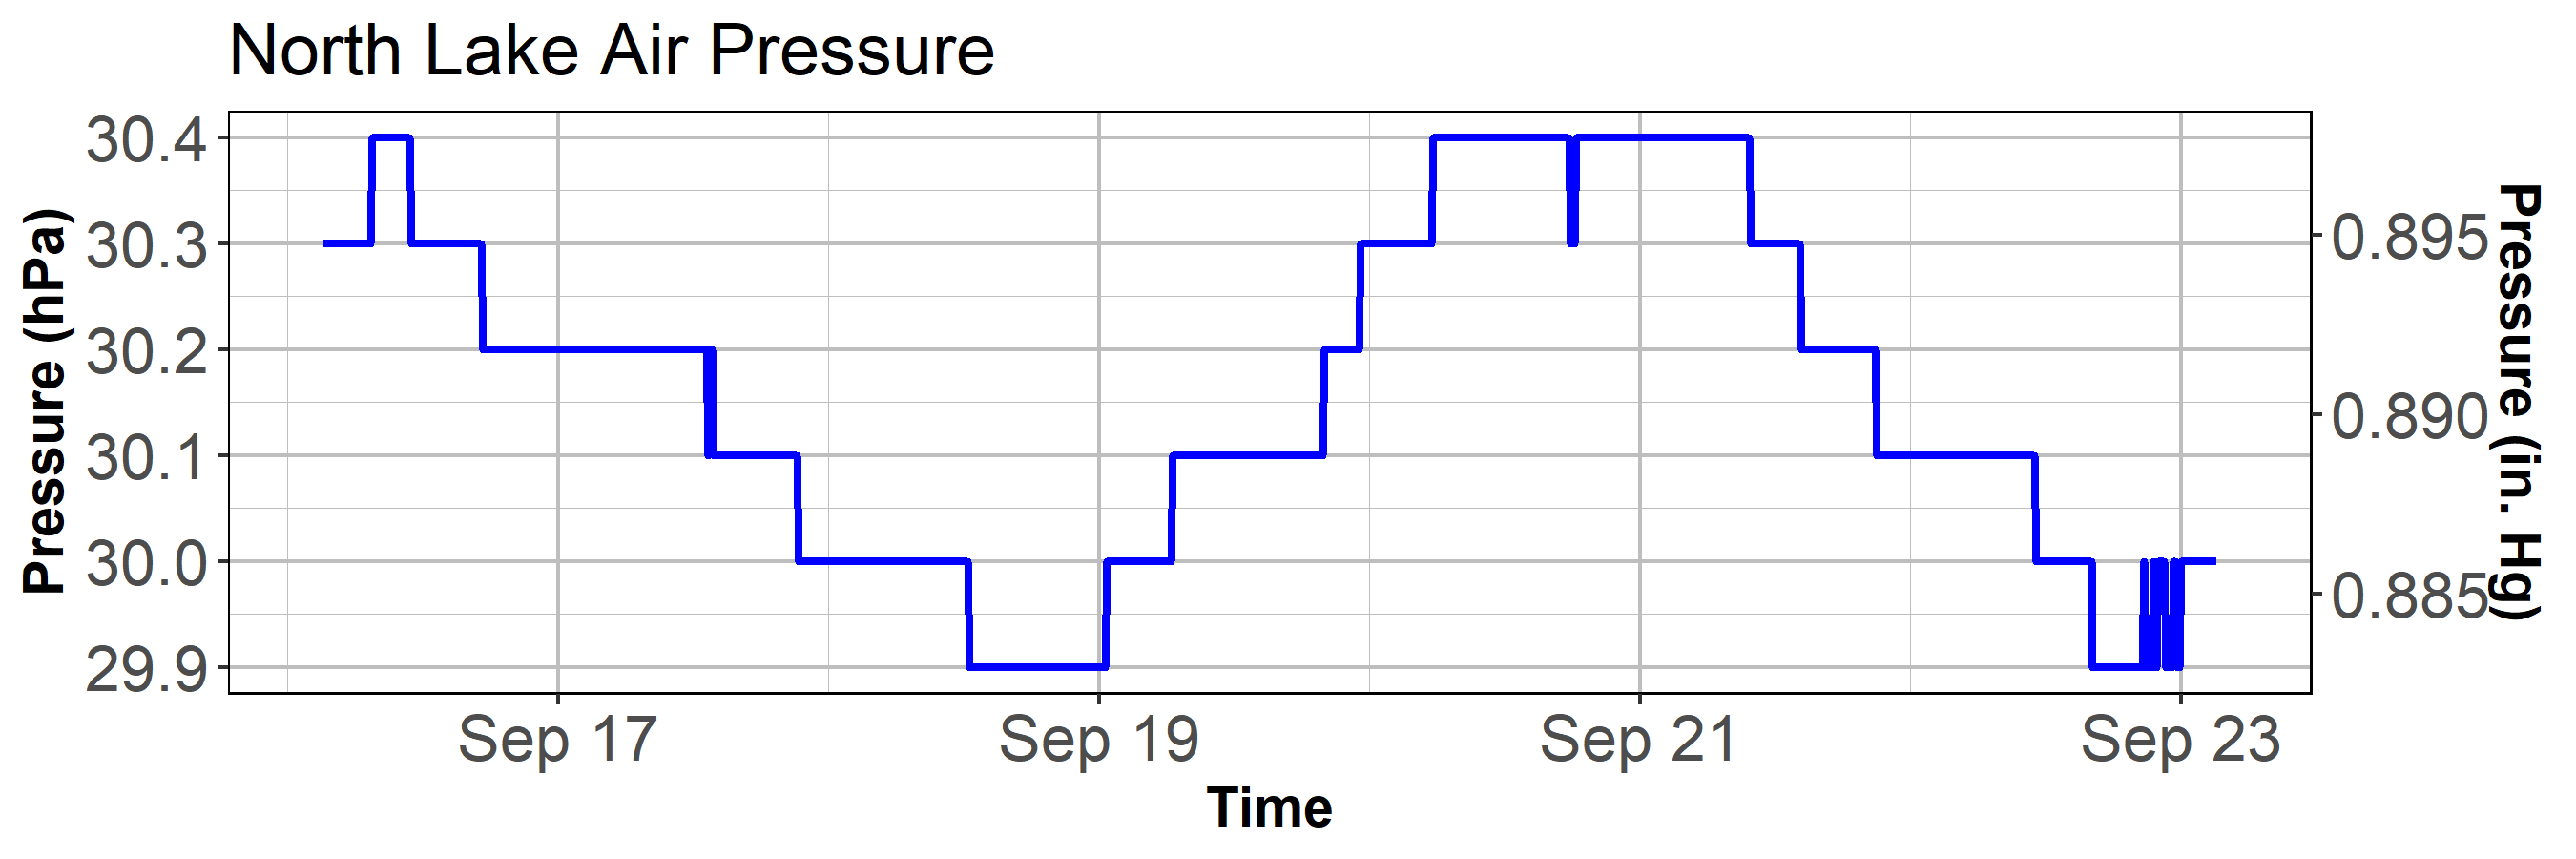 North Lake Air Pressure
Pressure (hPa)
30.4
30.3
30.2
30.1
30.0
29.9
0.895
0.890
0.885
Pressure (in. Hg)
Sep 17
Sep 19
Sep 21
Sep 23
Time